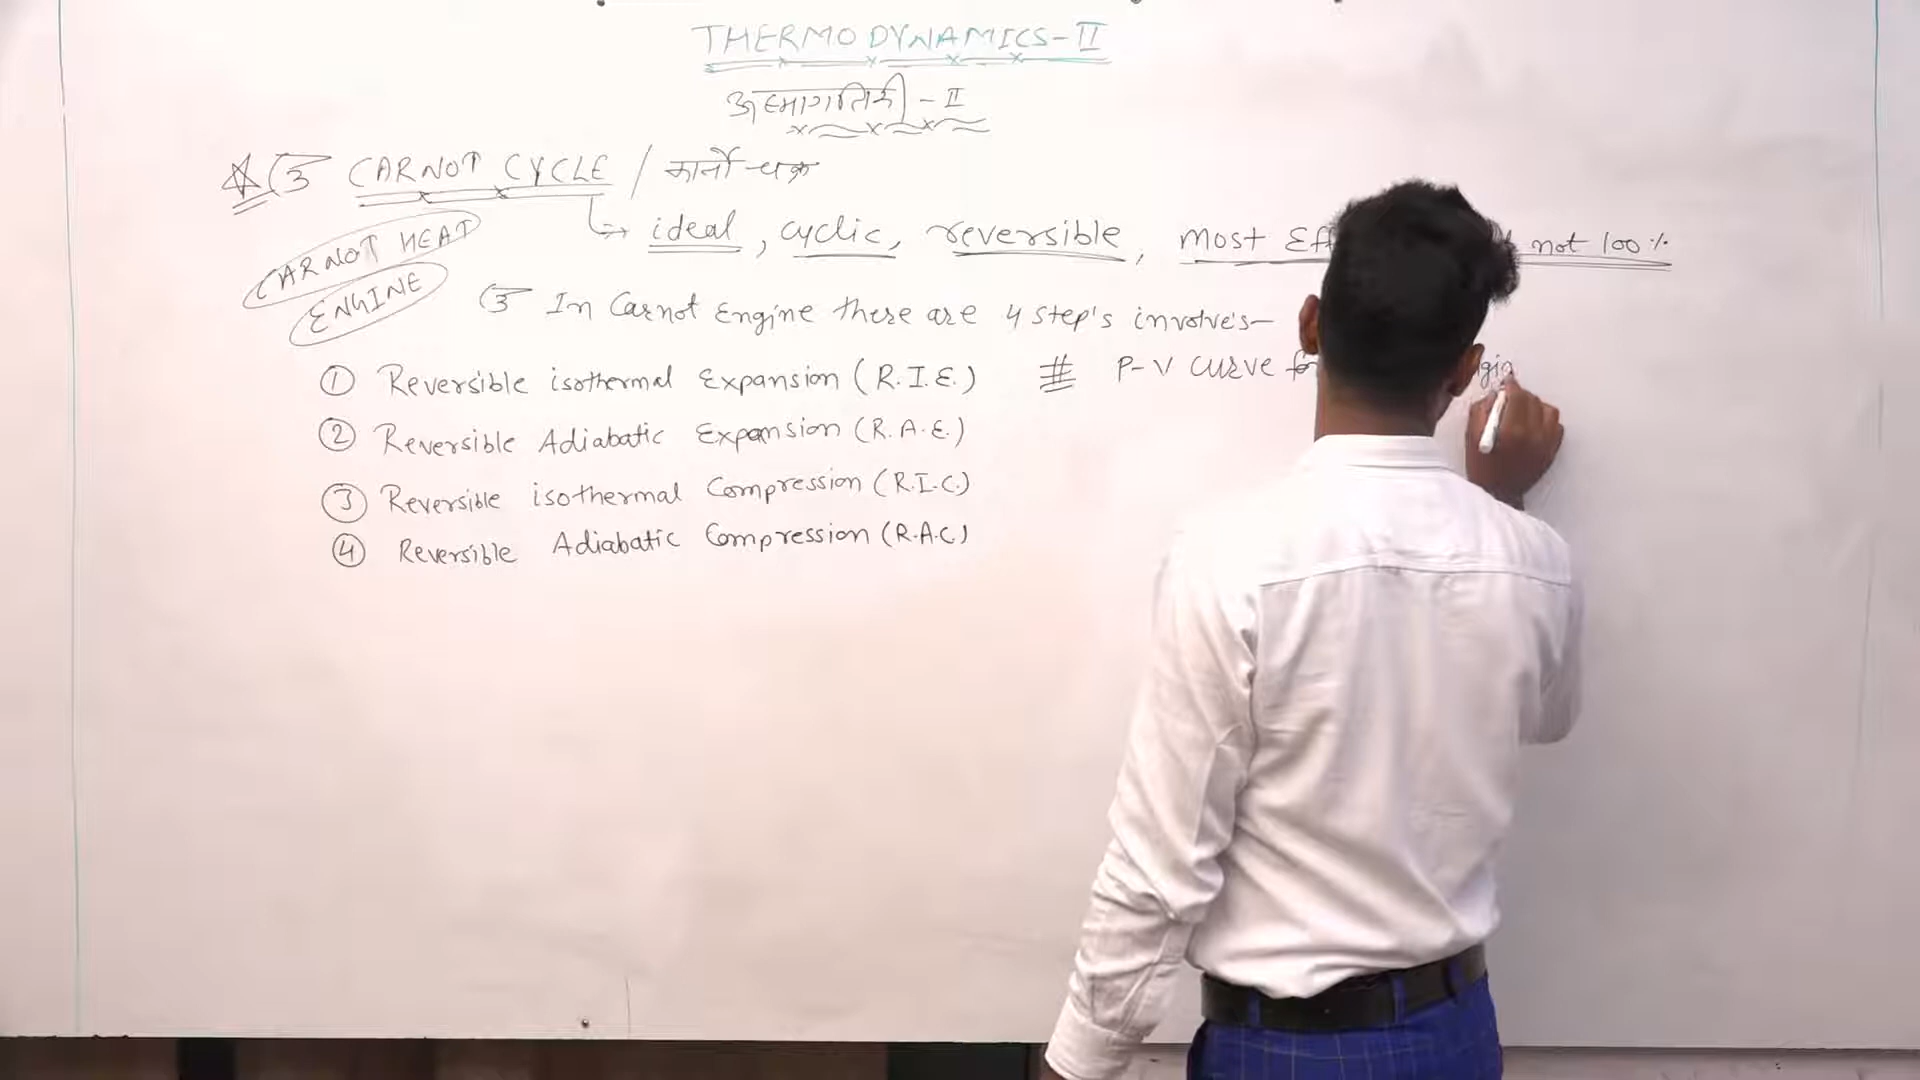 THERMODYNAMICS-II
ऊष्मागतिकी - II
CARNOT CYCLE / कार्नो चक्र
CARNOT HEAT ENGINE
ideal, cyclic, reversible, most not 100%
In Carnot Engine there are 4 step's involve's-
① Reversible isothermal Expansion (R.I.E.)
② Reversible Adiabatic Expansion (R.A.E.)
③ Reversible isothermal Compression (R.I.C.)
④ Reversible Adiabatic Compression (R.A.C)
# P-V curve